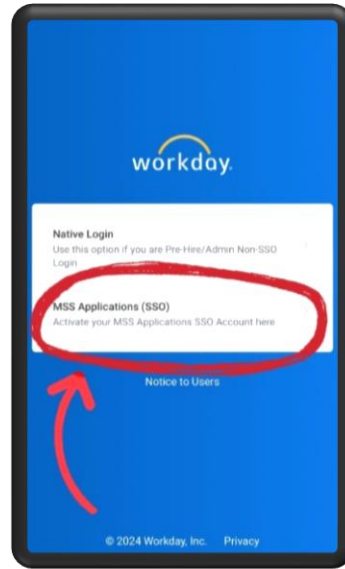 workday.
Native Login
Use this option if you are Pre-Hire/Admin Non-SSO
Login
MSS Applications (SSO)
Activate your MSS Applications SSO Account here
Notice to Users
© 2024 Workday, Inc. Privacy